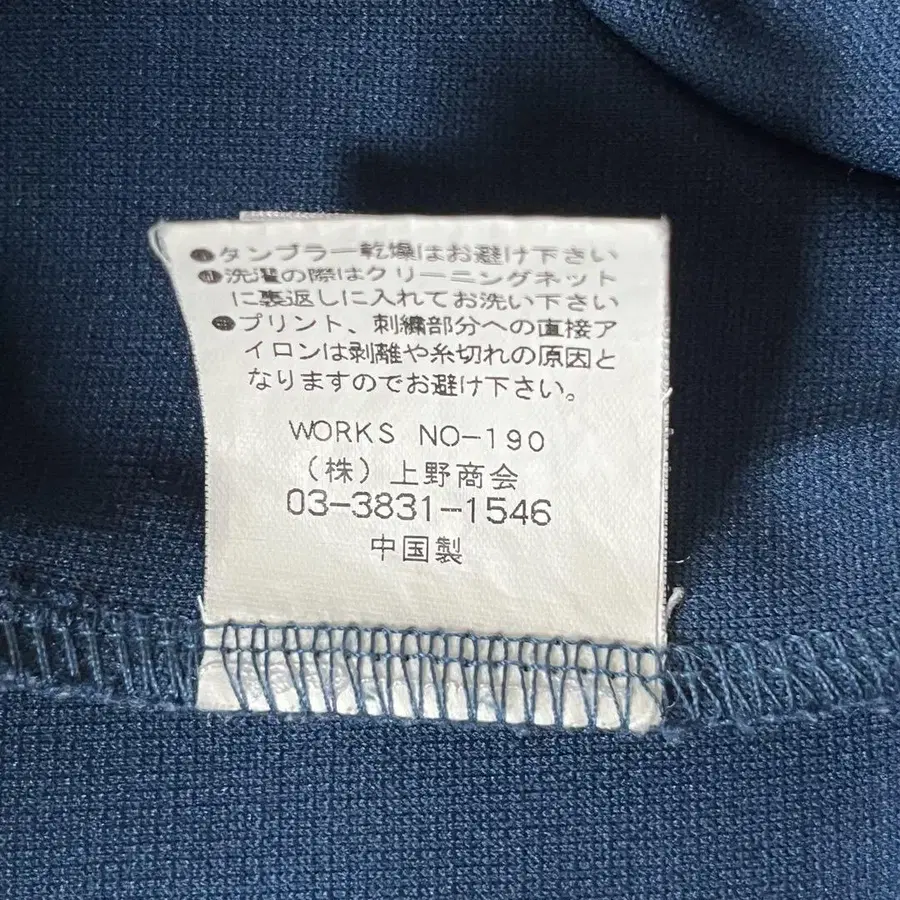 ●タンブラー乾燥はお避け下さい
●洗濯の際はクリーニングネット
に裏返しに入れてお洗い下さい
●プリント、刺繍部分への直接ア
イロンは剥離や糸切れの原因と
なりますのでお避け下さい。
WORKS NO-190
(株)上野商会
03-3831-1546
中国製